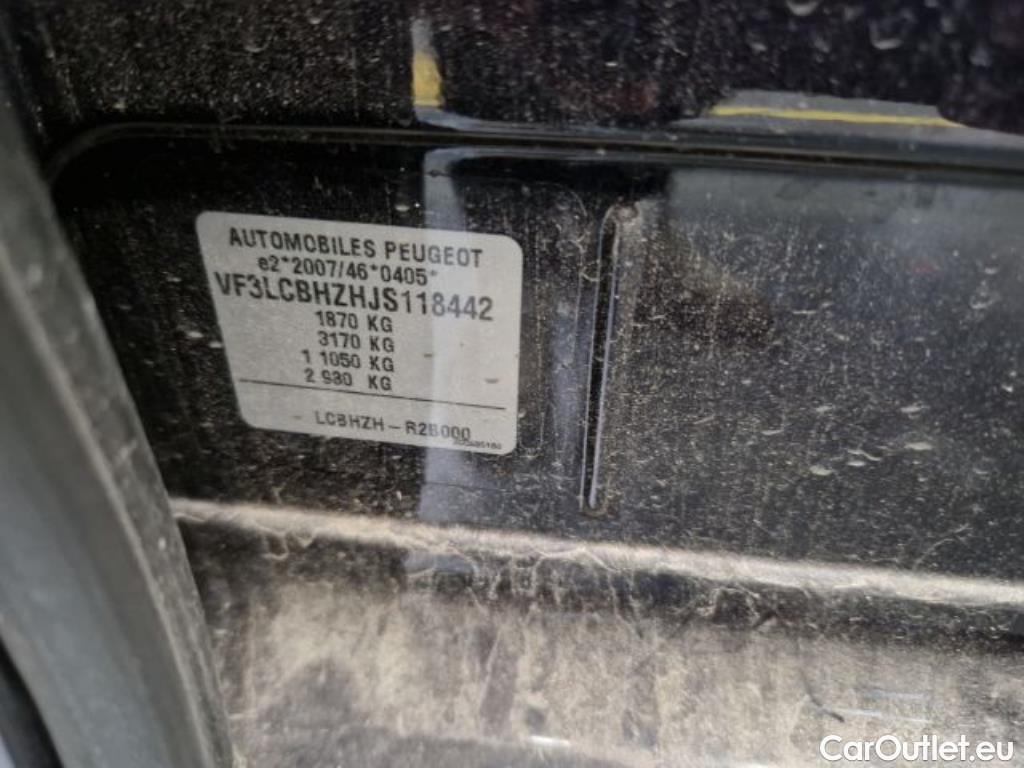 AUTOMOBILES PEUGEOT
e2*2007/46*0405*
VF3LCBHZHJS118442
1870 KG
3170 KG
1 1050 KG
2 930 KG
LCBHZH-R2B000
CarOutlet.eu